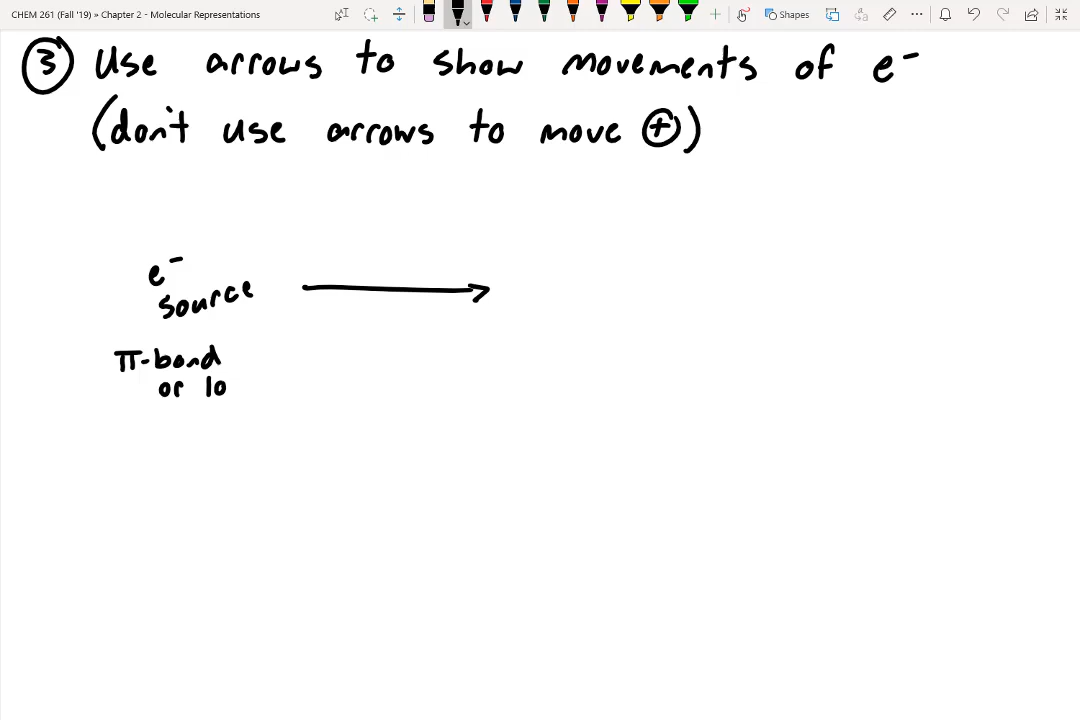 CHEM 261 (Fall '19) » Chapter 2 - Molecular Representations
Shapes
③ Use arrows to show movements of e⁻
(don't use arrows to move ⊕)
e⁻
source
π-bond
or lo